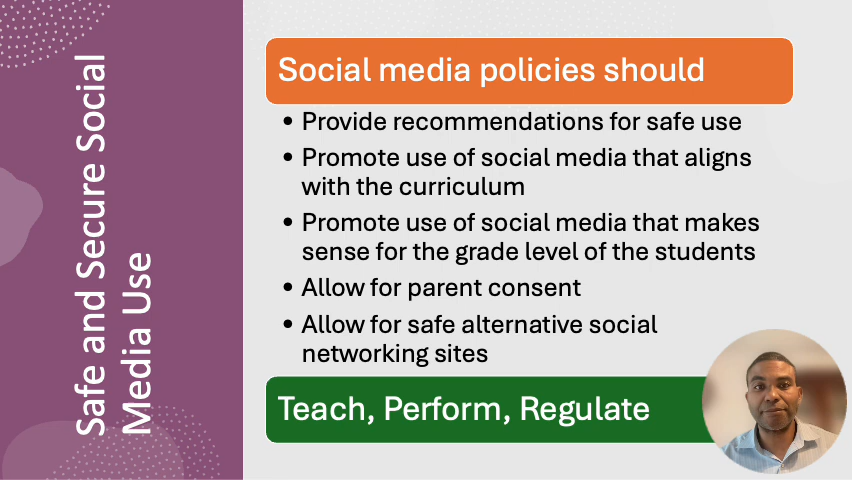 Safe and Secure Social
Media Use
Social media policies should
• Provide recommendations for safe use
• Promote use of social media that aligns
with the curriculum
• Promote use of social media that makes
sense for the grade level of the students
• Allow for parent consent
• Allow for safe alternative social
networking sites
Teach, Perform, Regulate